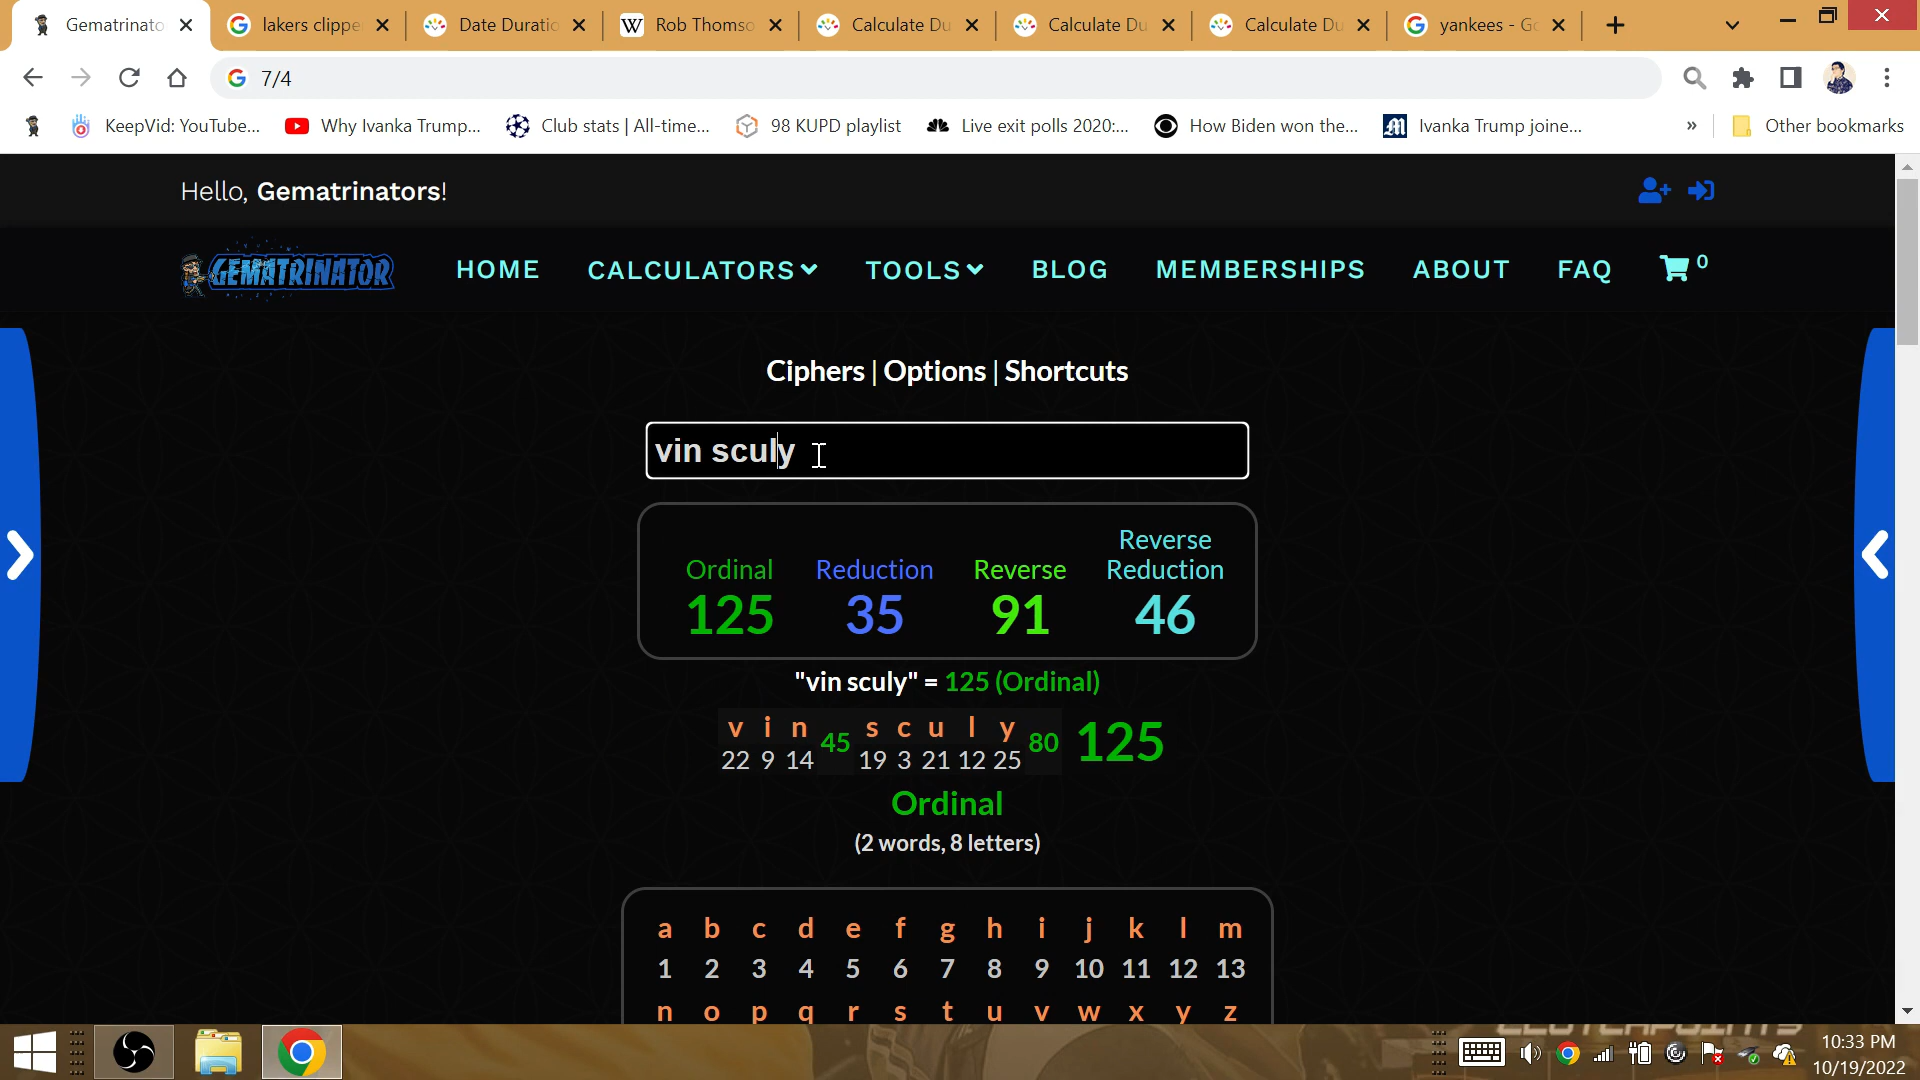 Gematrinato
lakers clippe
Date Duratio
Rob Thomso
Calculate Du
Calculate Du
Calculate Du
yankees - Go
7/4
KeepVid: YouTube...
Why Ivanka Trump...
Club stats | All-time...
98 KUPD playlist
Live exit polls 2020:...
How Biden won the...
Ivanka Trump joine...
»
Other bookmarks
Hello, Gematrinators!
GEMATRINATOR
HOME
CALCULATORS
TOOLS
BLOG
MEMBERSHIPS
ABOUT
FAQ
0
Ciphers | Options | Shortcuts
vin sculy
Ordinal Reduction Reverse Reverse Reduction
125 35 91 46
"vin sculy" = 125 (Ordinal)
v i n 45 s c u l y 80 125
22 9 14 19 3 21 12 25
Ordinal
(2 words, 8 letters)
a b c d e f g h i j k l m
1 2 3 4 5 6 7 8 9 10 11 12 13
n o p q r s t u v w x y z
10:33 PM
10/19/2022